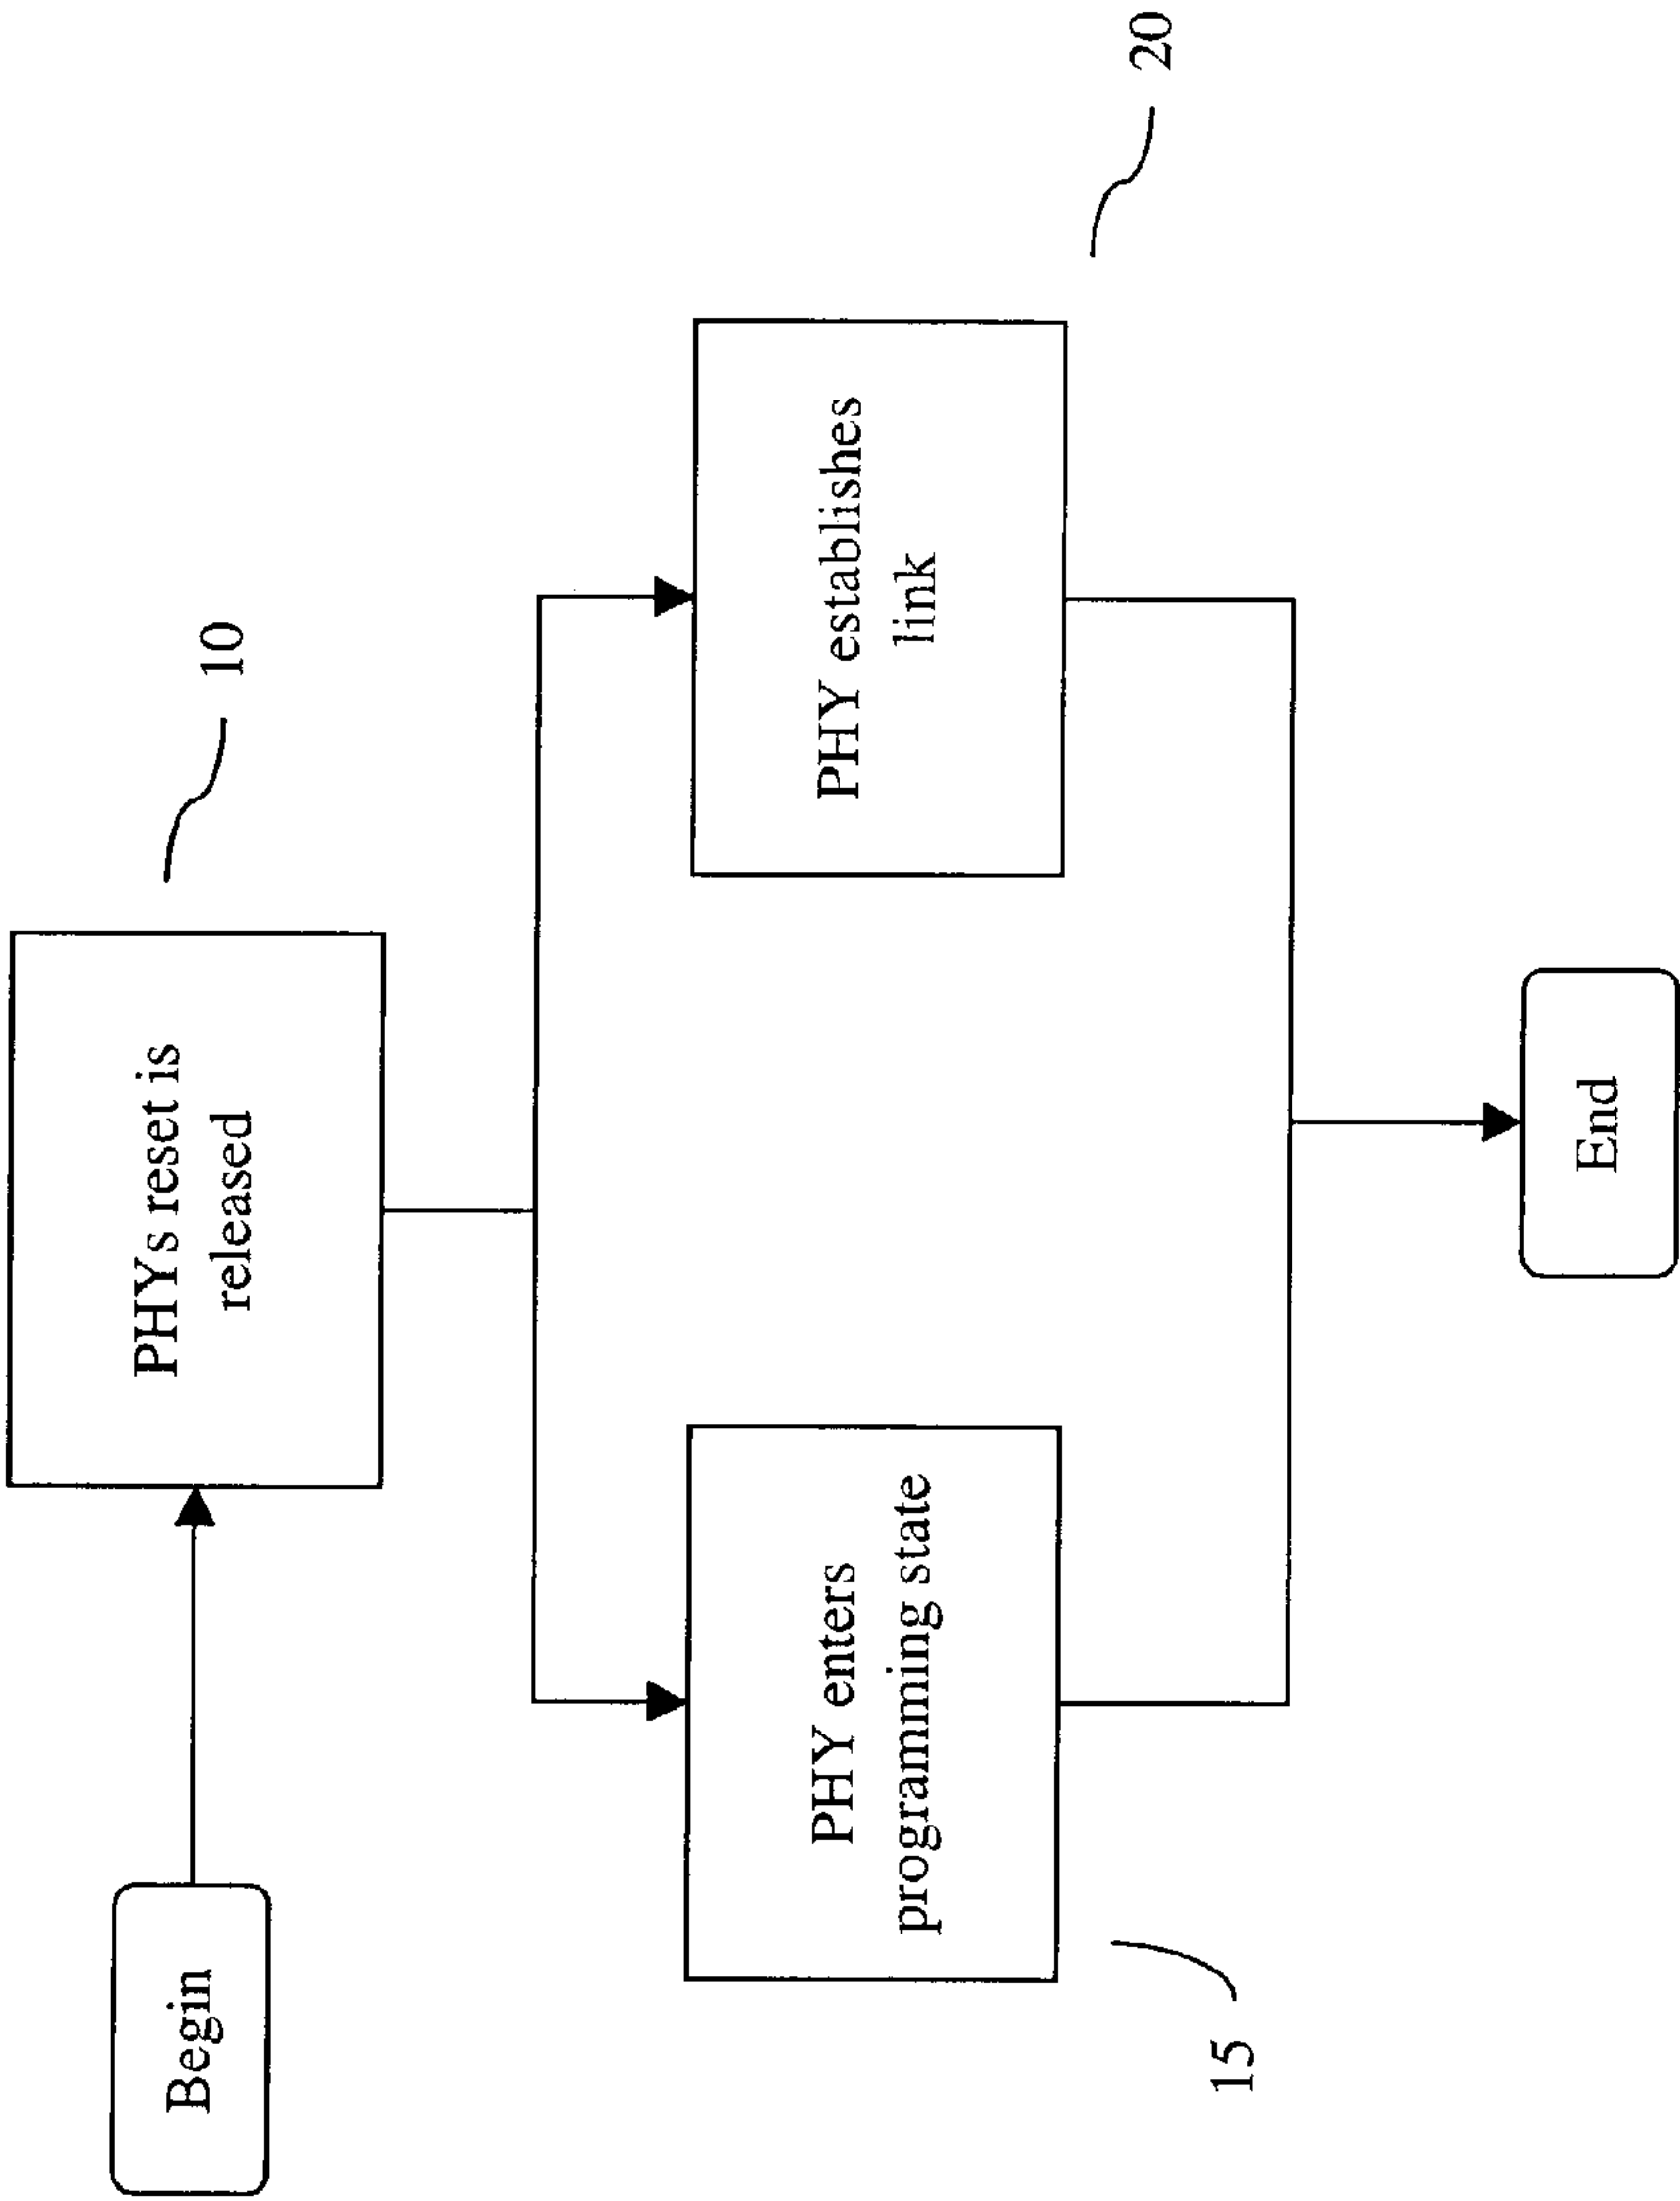 Begin
PHYs reset is
released
10
PHY enters
programming state
15
PHY establishes
link
20
End